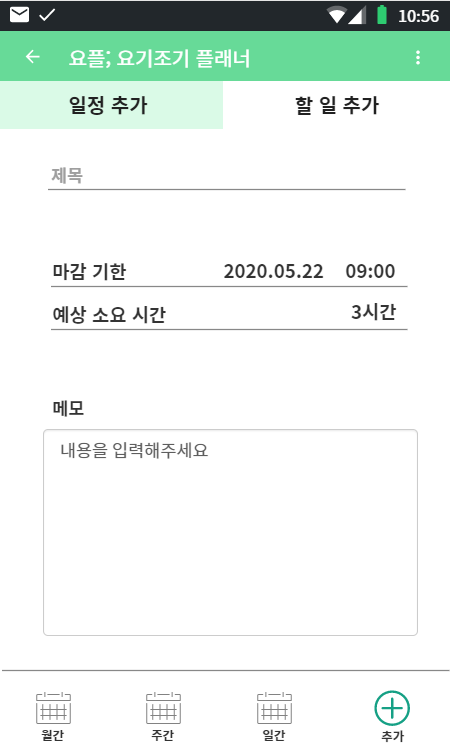 10:56
요플; 요기조기 플래너
일정 추가 할 일 추가
제목
마감 기한 2020.05.22 09:00
예상 소요 시간 3시간
메모
내용을 입력해주세요
월간 주간 일간 추가